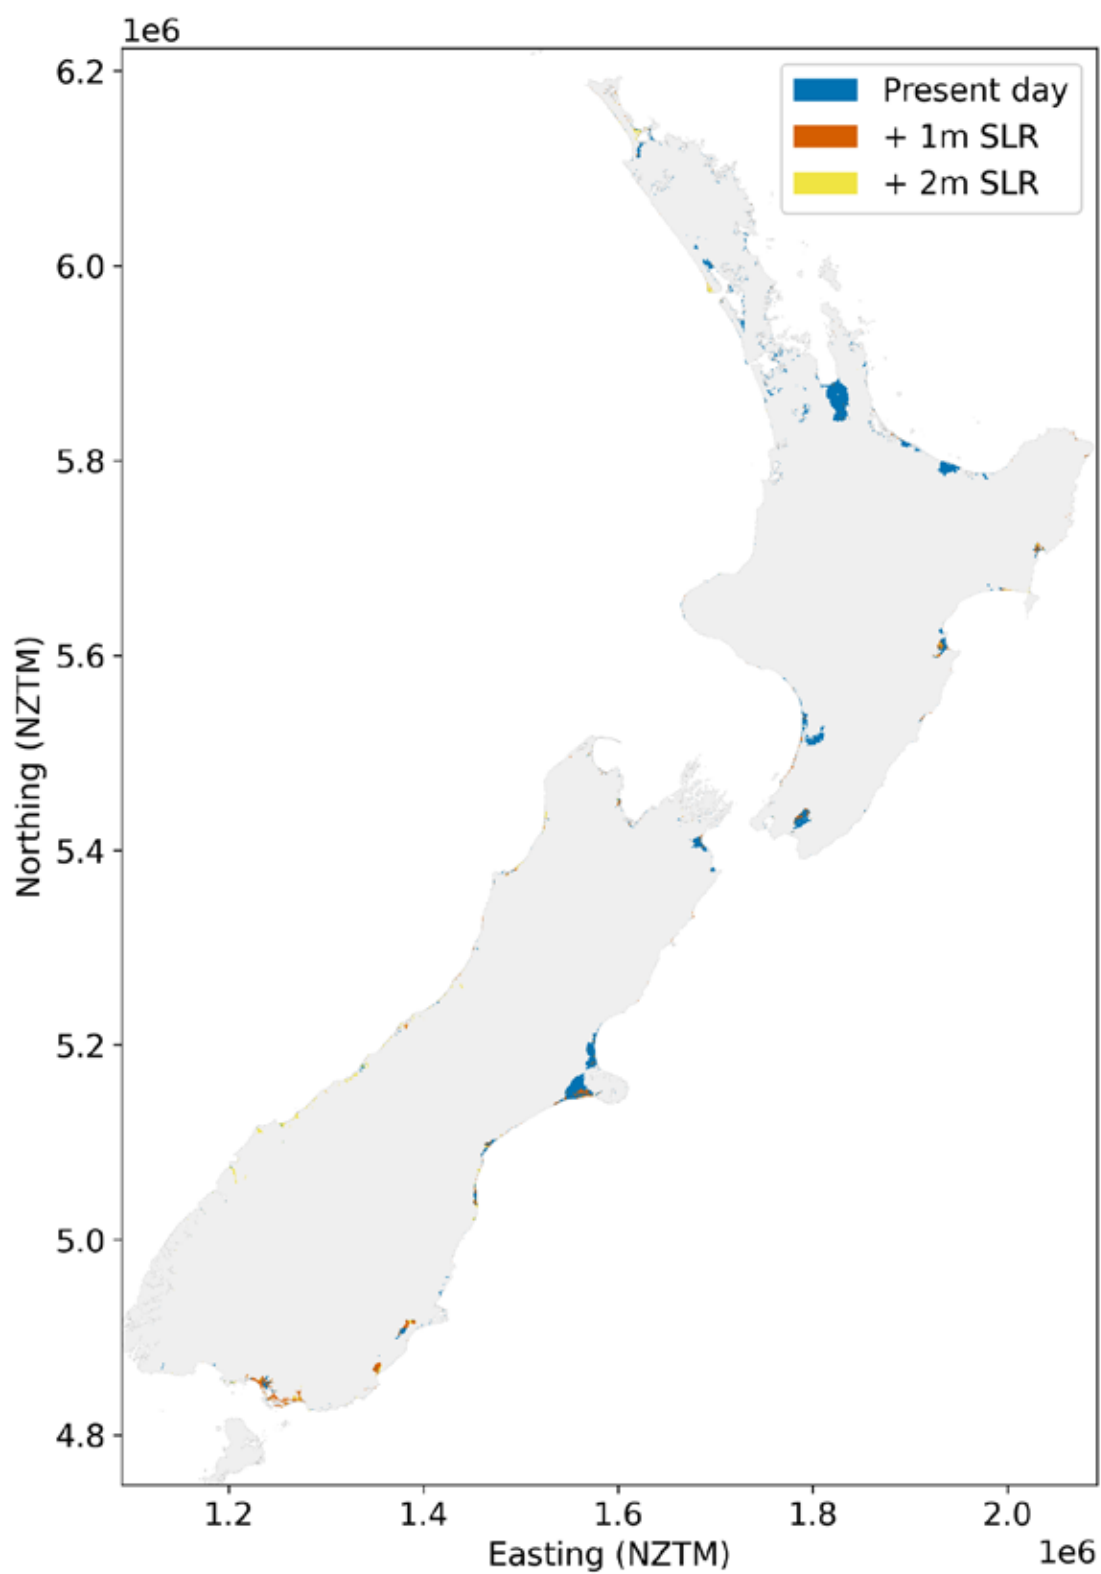 1e6
Present day
+ 1m SLR
+ 2m SLR
6.2
6.0
5.8
5.6
5.4
5.2
5.0
4.8
Northing (NZTM)
1.2 1.4 1.6 1.8 2.0
Easting (NZTM)
1e6